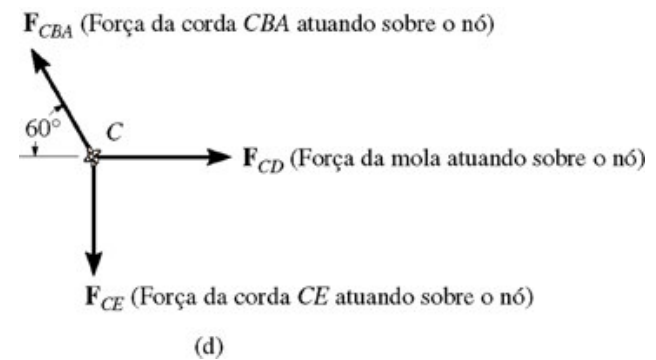 F_CBA (Força da corda CBA atuando sobre o nó)
60°
C
F_CD (Força da mola atuando sobre o nó)
F_CE (Força da corda CE atuando sobre o nó)
(d)